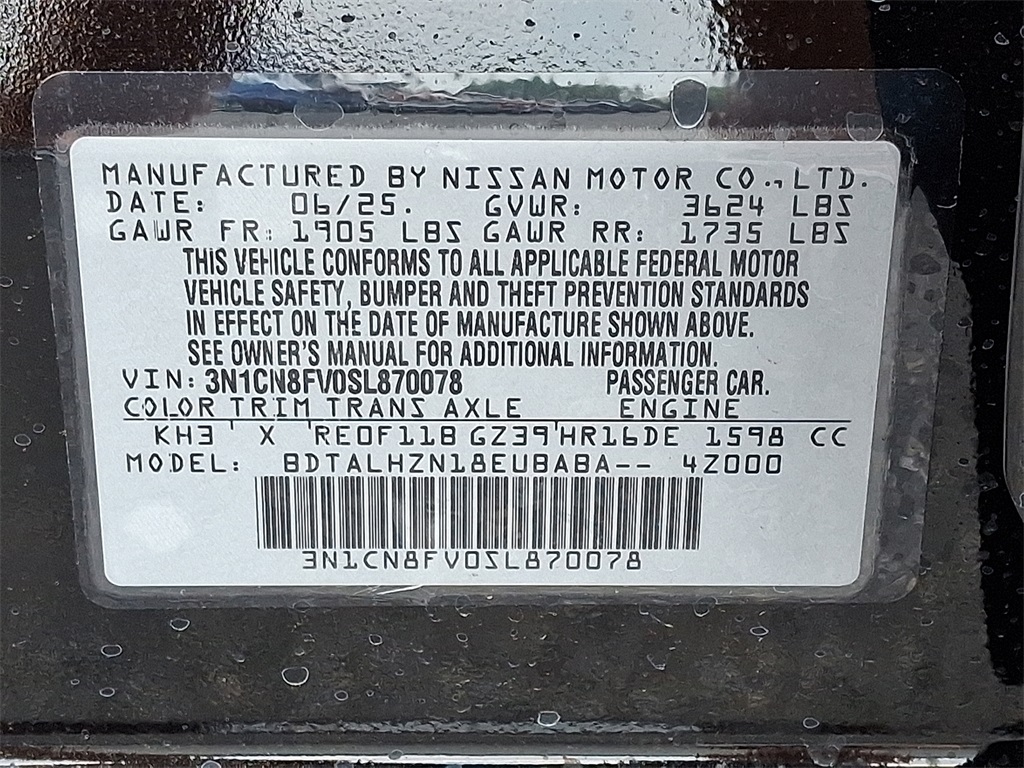 MANUFACTURED BY NISSAN MOTOR CO., LTD.
DATE: 06/25. GVWR: 3624 LBS
GAWR FR: 1905 LBS GAWR RR: 1735 LBS
THIS VEHICLE CONFORMS TO ALL APPLICABLE FEDERAL MOTOR
VEHICLE SAFETY, BUMPER AND THEFT PREVENTION STANDARDS
IN EFFECT ON THE DATE OF MANUFACTURE SHOWN ABOVE.
SEE OWNER'S MANUAL FOR ADDITIONAL INFORMATION.
VIN: 3N1CN8FV0SL870078 PASSENGER CAR.
COLOR TRIM TRANS AXLE ENGINE
KH3 X RE0F11B GZ39 HR16DE 1598 CC
MODEL: BDTALHZN18EUBABA-- 4Z000
3N1CN8FV0SL870078